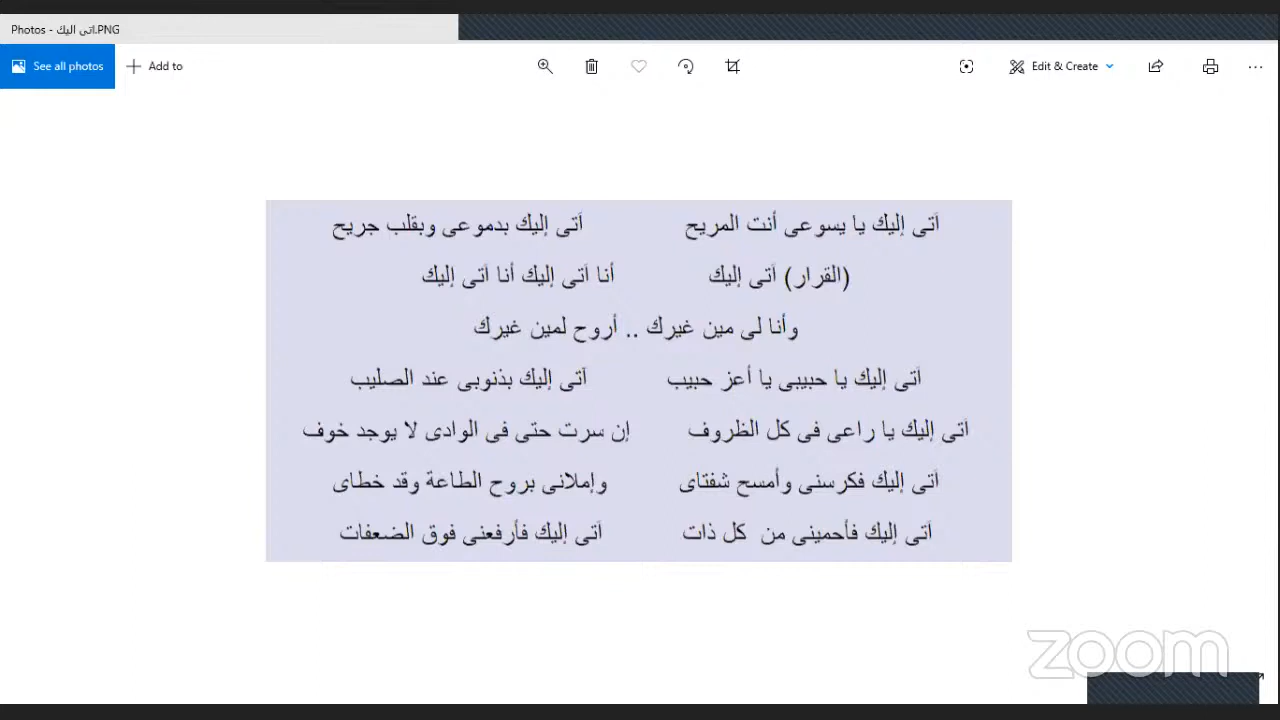 Photos - اتى اليك.PNG
See all photos
Add to
Edit & Create
آتى إليك يا يسوعى أنت المريح آتى إليك بدموعى وبقلب جريح
(القرار) آتى إليك أنا آتى إليك أنا آتى إليك
وأنا لى مين غيرك .. أروح لمين غيرك
آتى إليك يا حبيبى يا أعز حبيب آتى إليك بذنوبى عند الصليب
آتى إليك يا راعى فى كل الظروف إن سرت حتى فى الوادى لا يوجد خوف
آتى إليك فكرسنى وأمسح شفتاى وإملانى بروح الطاعة وقد خطاى
آتى إليك فأحمينى من كل ذات آتى إليك فأرفعنى فوق الضعفات
zoom